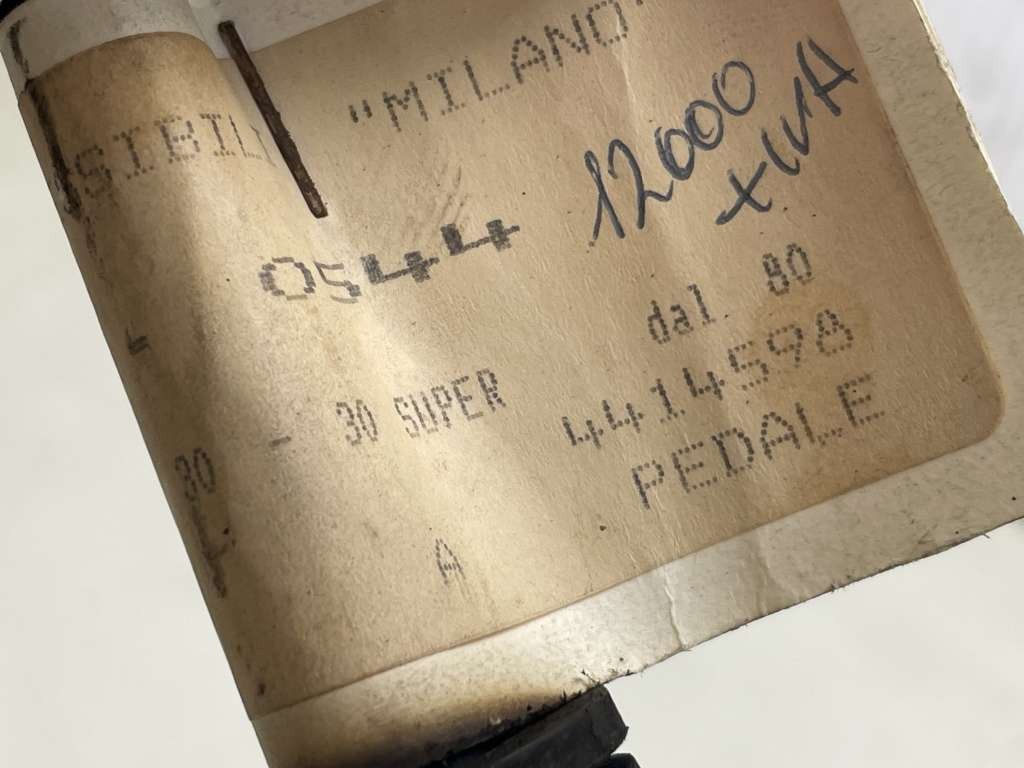 "MILANO"
SIBIL
12000
+ IVA
0544
dal 80
30 - 30 SUPER
4414598
PEDALE
A